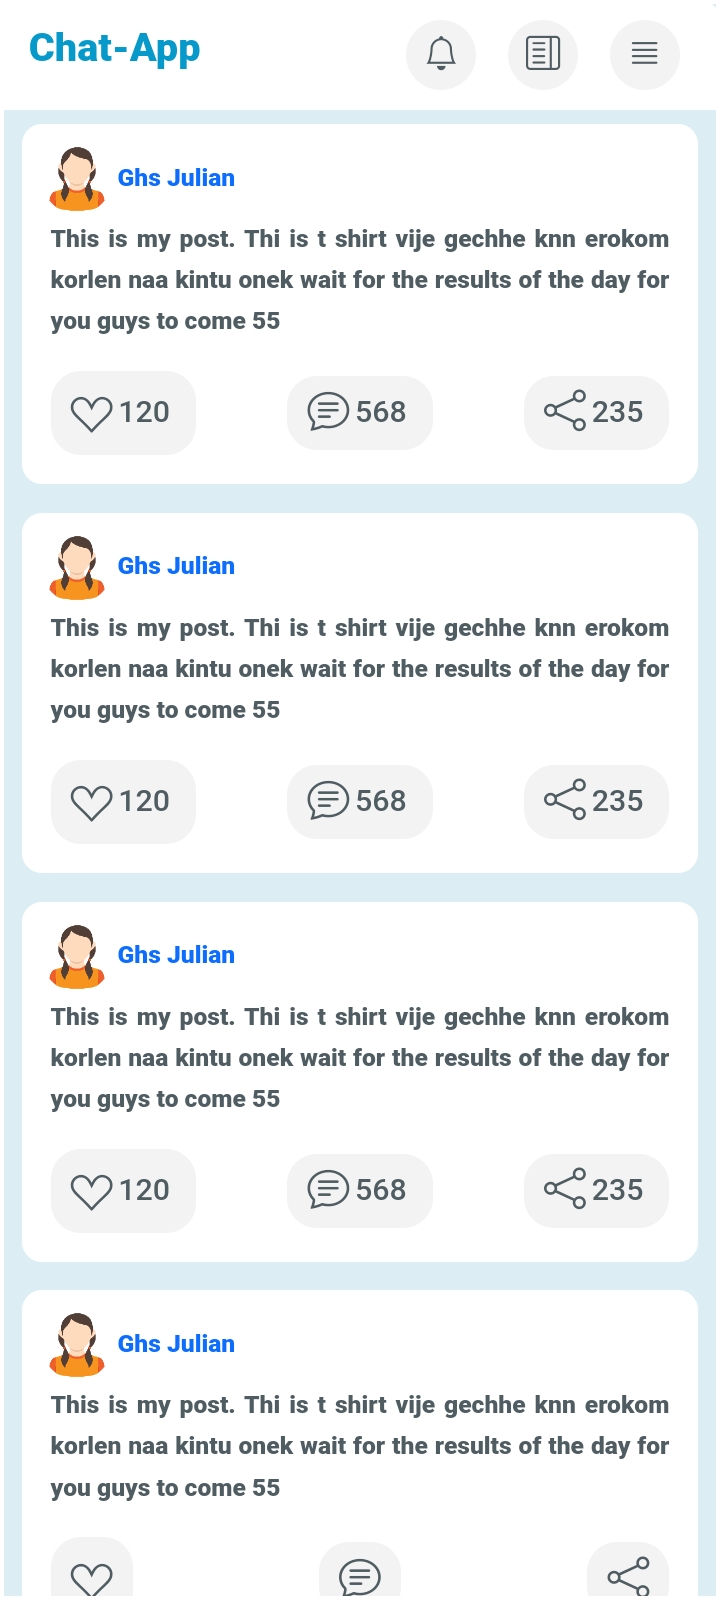 Chat-App
Ghs Julian
This is my post. Thi is t shirt vije gechhe knn erokom
korlen naa kintu onek wait for the results of the day for
you guys to come 55
120 568 235
Ghs Julian
This is my post. Thi is t shirt vije gechhe knn erokom
korlen naa kintu onek wait for the results of the day for
you guys to come 55
120 568 235
Ghs Julian
This is my post. Thi is t shirt vije gechhe knn erokom
korlen naa kintu onek wait for the results of the day for
you guys to come 55
120 568 235
Ghs Julian
This is my post. Thi is t shirt vije gechhe knn erokom
korlen naa kintu onek wait for the results of the day for
you guys to come 55